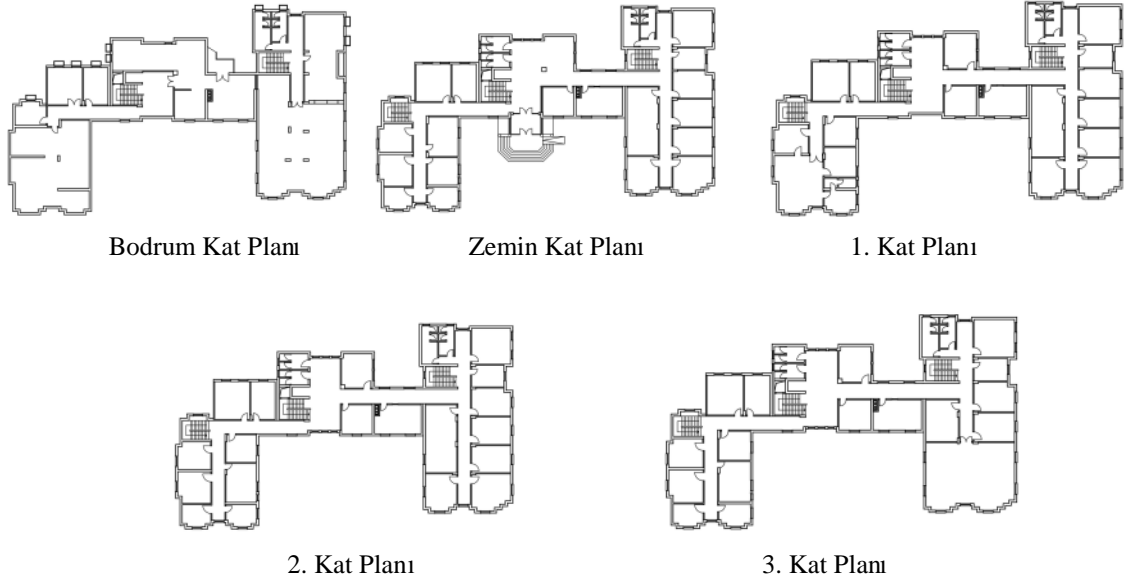 Bodrum Kat Planı
Zemin Kat Planı
1. Kat Planı
2. Kat Planı
3. Kat Planı